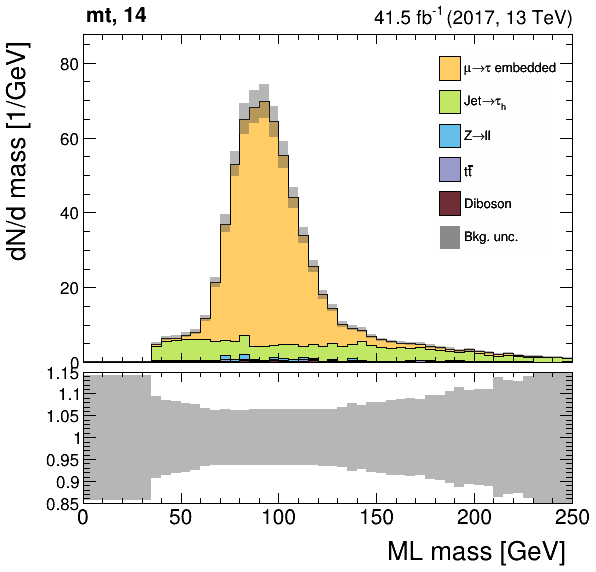 mt, 14
41.5 fb⁻¹ (2017, 13 TeV)
dN/d mass [1/GeV]
80
60
40
20
0
μ→τ embedded
Jet→τₕ
Z→ll
tt̅
Diboson
Bkg. unc.
1.15
1.1
1.05
1
0.95
0.9
0.85
0 50 100 150 200 250
ML mass [GeV]